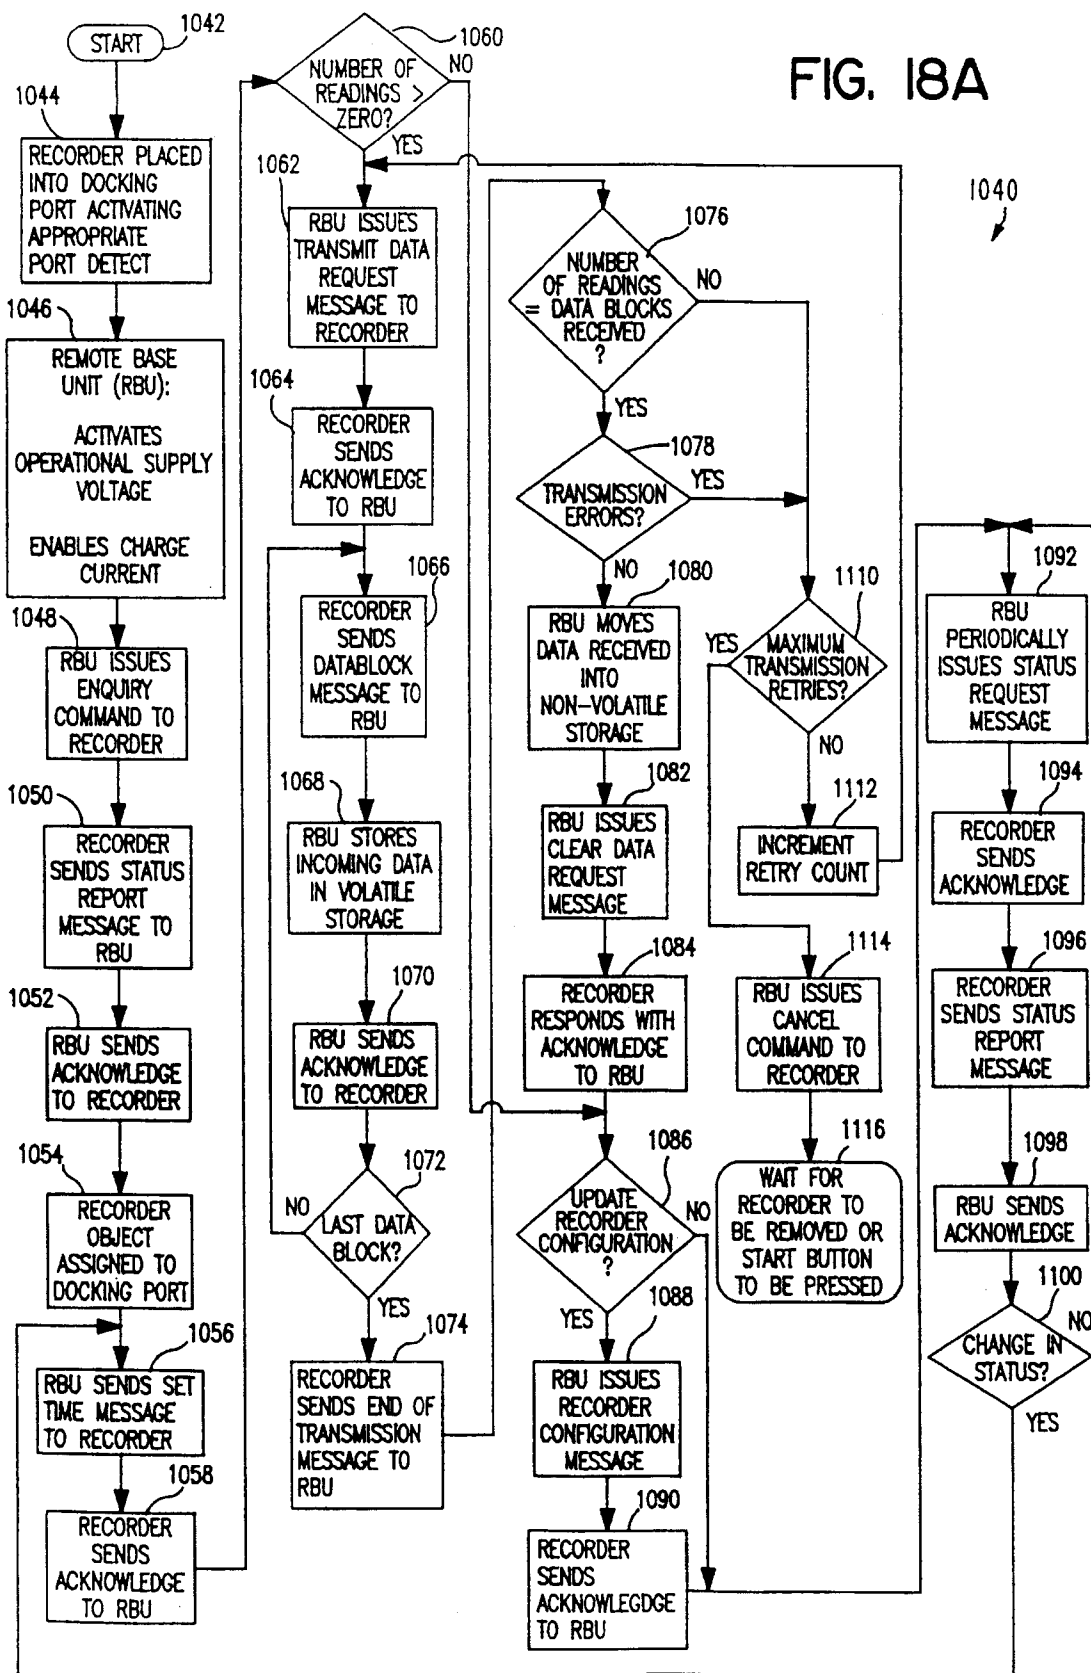 FIG. 18A
1040
1042
START
1044
RECORDER PLACED
INTO DOCKING
PORT ACTIVATING
APPROPRIATE
PORT DETECT
1046
REMOTE BASE
UNIT (RBU):
ACTIVATES
OPERATIONAL SUPPLY
VOLTAGE
ENABLES CHARGE
CURRENT
1048
RBU ISSUES
ENQUIRY
COMMAND TO
RECORDER
1050
RECORDER
SENDS STATUS
REPORT
MESSAGE TO
RBU
1052
RBU SENDS
ACKNOWLEDGE
TO RECORDER
1054
RECORDER
OBJECT
ASSIGNED TO
DOCKING PORT
1056
RBU SENDS SET
TIME MESSAGE
TO RECORDER
1058
RECORDER
SENDS
ACKNOWLEDGE
TO RBU
1060
NUMBER OF
READINGS >
ZERO?
NO
YES
1062
RBU ISSUES
TRANSMIT DATA
REQUEST
MESSAGE TO
RECORDER
1064
RECORDER
SENDS
ACKNOWLEDGE
TO RBU
1066
RECORDER
SENDS
DATABLOCK
MESSAGE TO
RBU
1068
RBU STORES
INCOMING DATA
IN VOLATILE
STORAGE
1070
RBU SENDS
ACKNOWLEDGE
TO RECORDER
1072
NO
LAST DATA
BLOCK?
YES
1074
RECORDER
SENDS END OF
TRANSMISSION
MESSAGE TO
RBU
1076
NUMBER
OF READINGS
= DATA BLOCKS
RECEIVED
?
NO
YES
1078
TRANSMISSION
ERRORS?
YES
NO
1080
RBU MOVES
DATA RECEIVED
INTO
NON-VOLATILE
STORAGE
1082
RBU ISSUES
CLEAR DATA
REQUEST
MESSAGE
1084
RECORDER
RESPONDS WITH
ACKNOWLEDGE
TO RBU
1086
UPDATE
RECORDER
CONFIGURATION
?
NO
YES
1088
RBU ISSUES
RECORDER
CONFIGURATION
MESSAGE
1090
RECORDER
SENDS
ACKNOWLEGDGE
TO RBU
1110
YES
MAXIMUM
TRANSMISSION
RETRIES?
NO
1112
INCREMENT
RETRY COUNT
1114
RBU ISSUES
CANCEL
COMMAND TO
RECORDER
1116
WAIT FOR
RECORDER TO
BE REMOVED OR
START BUTTON
TO BE PRESSED
1092
RBU
PERIODICALLY
ISSUES STATUS
REQUEST
MESSAGE
1094
RECORDER
SENDS
ACKNOWLEDGE
1096
RECORDER
SENDS STATUS
REPORT
MESSAGE
1098
RBU SENDS
ACKNOWLEDGE
1100
NO
CHANGE IN
STATUS?
YES